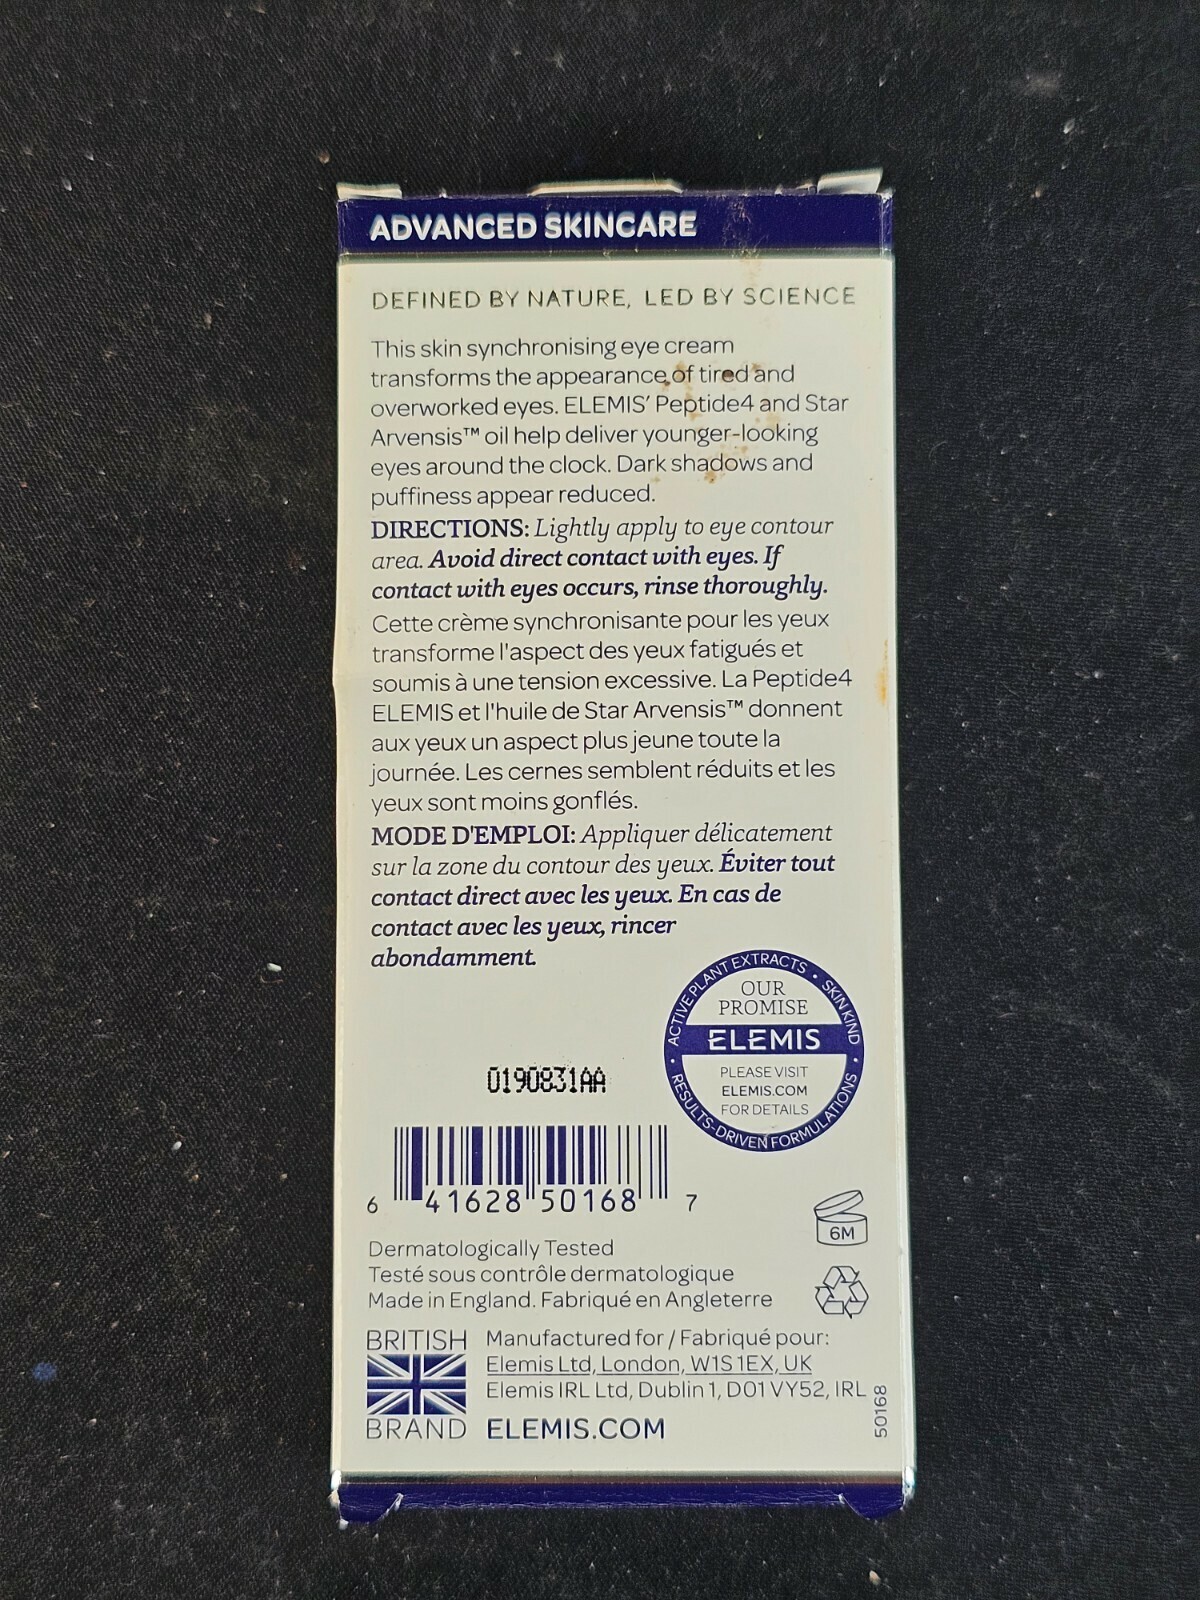 ADVANCED SKINCARE
DEFINED BY NATURE, LED BY SCIENCE
This skin synchronising eye cream
transforms the appearance of tired and
overworked eyes. ELEMIS' Peptide4 and Star
Arvensis™ oil help deliver younger-looking
eyes around the clock. Dark shadows and
puffiness appear reduced.
DIRECTIONS: Lightly apply to eye contour
area. Avoid direct contact with eyes. If
contact with eyes occurs, rinse thoroughly.
Cette crème synchronisante pour les yeux
transforme l'aspect des yeux fatigués et
soumis à une tension excessive. La Peptide4
ELEMIS et l'huile de Star Arvensis™ donnent
aux yeux un aspect plus jeune toute la
journée. Les cernes semblent réduits et les
yeux sont moins gonflés.
MODE D'EMPLOI: Appliquer délicatement
sur la zone du contour des yeux. Éviter tout
contact direct avec les yeux. En cas de
contact avec les yeux, rincer
abondamment.
ACTIVE PLANT EXTRACTS • SKIN KIND
OUR
PROMISE
ELEMIS
PLEASE VISIT
ELEMIS.COM
FOR DETAILS
• RESULTS-DRIVEN FORMULATIONS •
0190831AA
6 41628 50168 7
6M
Dermatologically Tested
Testé sous contrôle dermatologique
Made in England. Fabriqué en Angleterre
BRITISH
BRAND
Manufactured for / Fabriqué pour:
Elemis Ltd, London, W1S 1EX, UK
Elemis IRL Ltd, Dublin 1, D01 VY52, IRL
ELEMIS.COM
50168